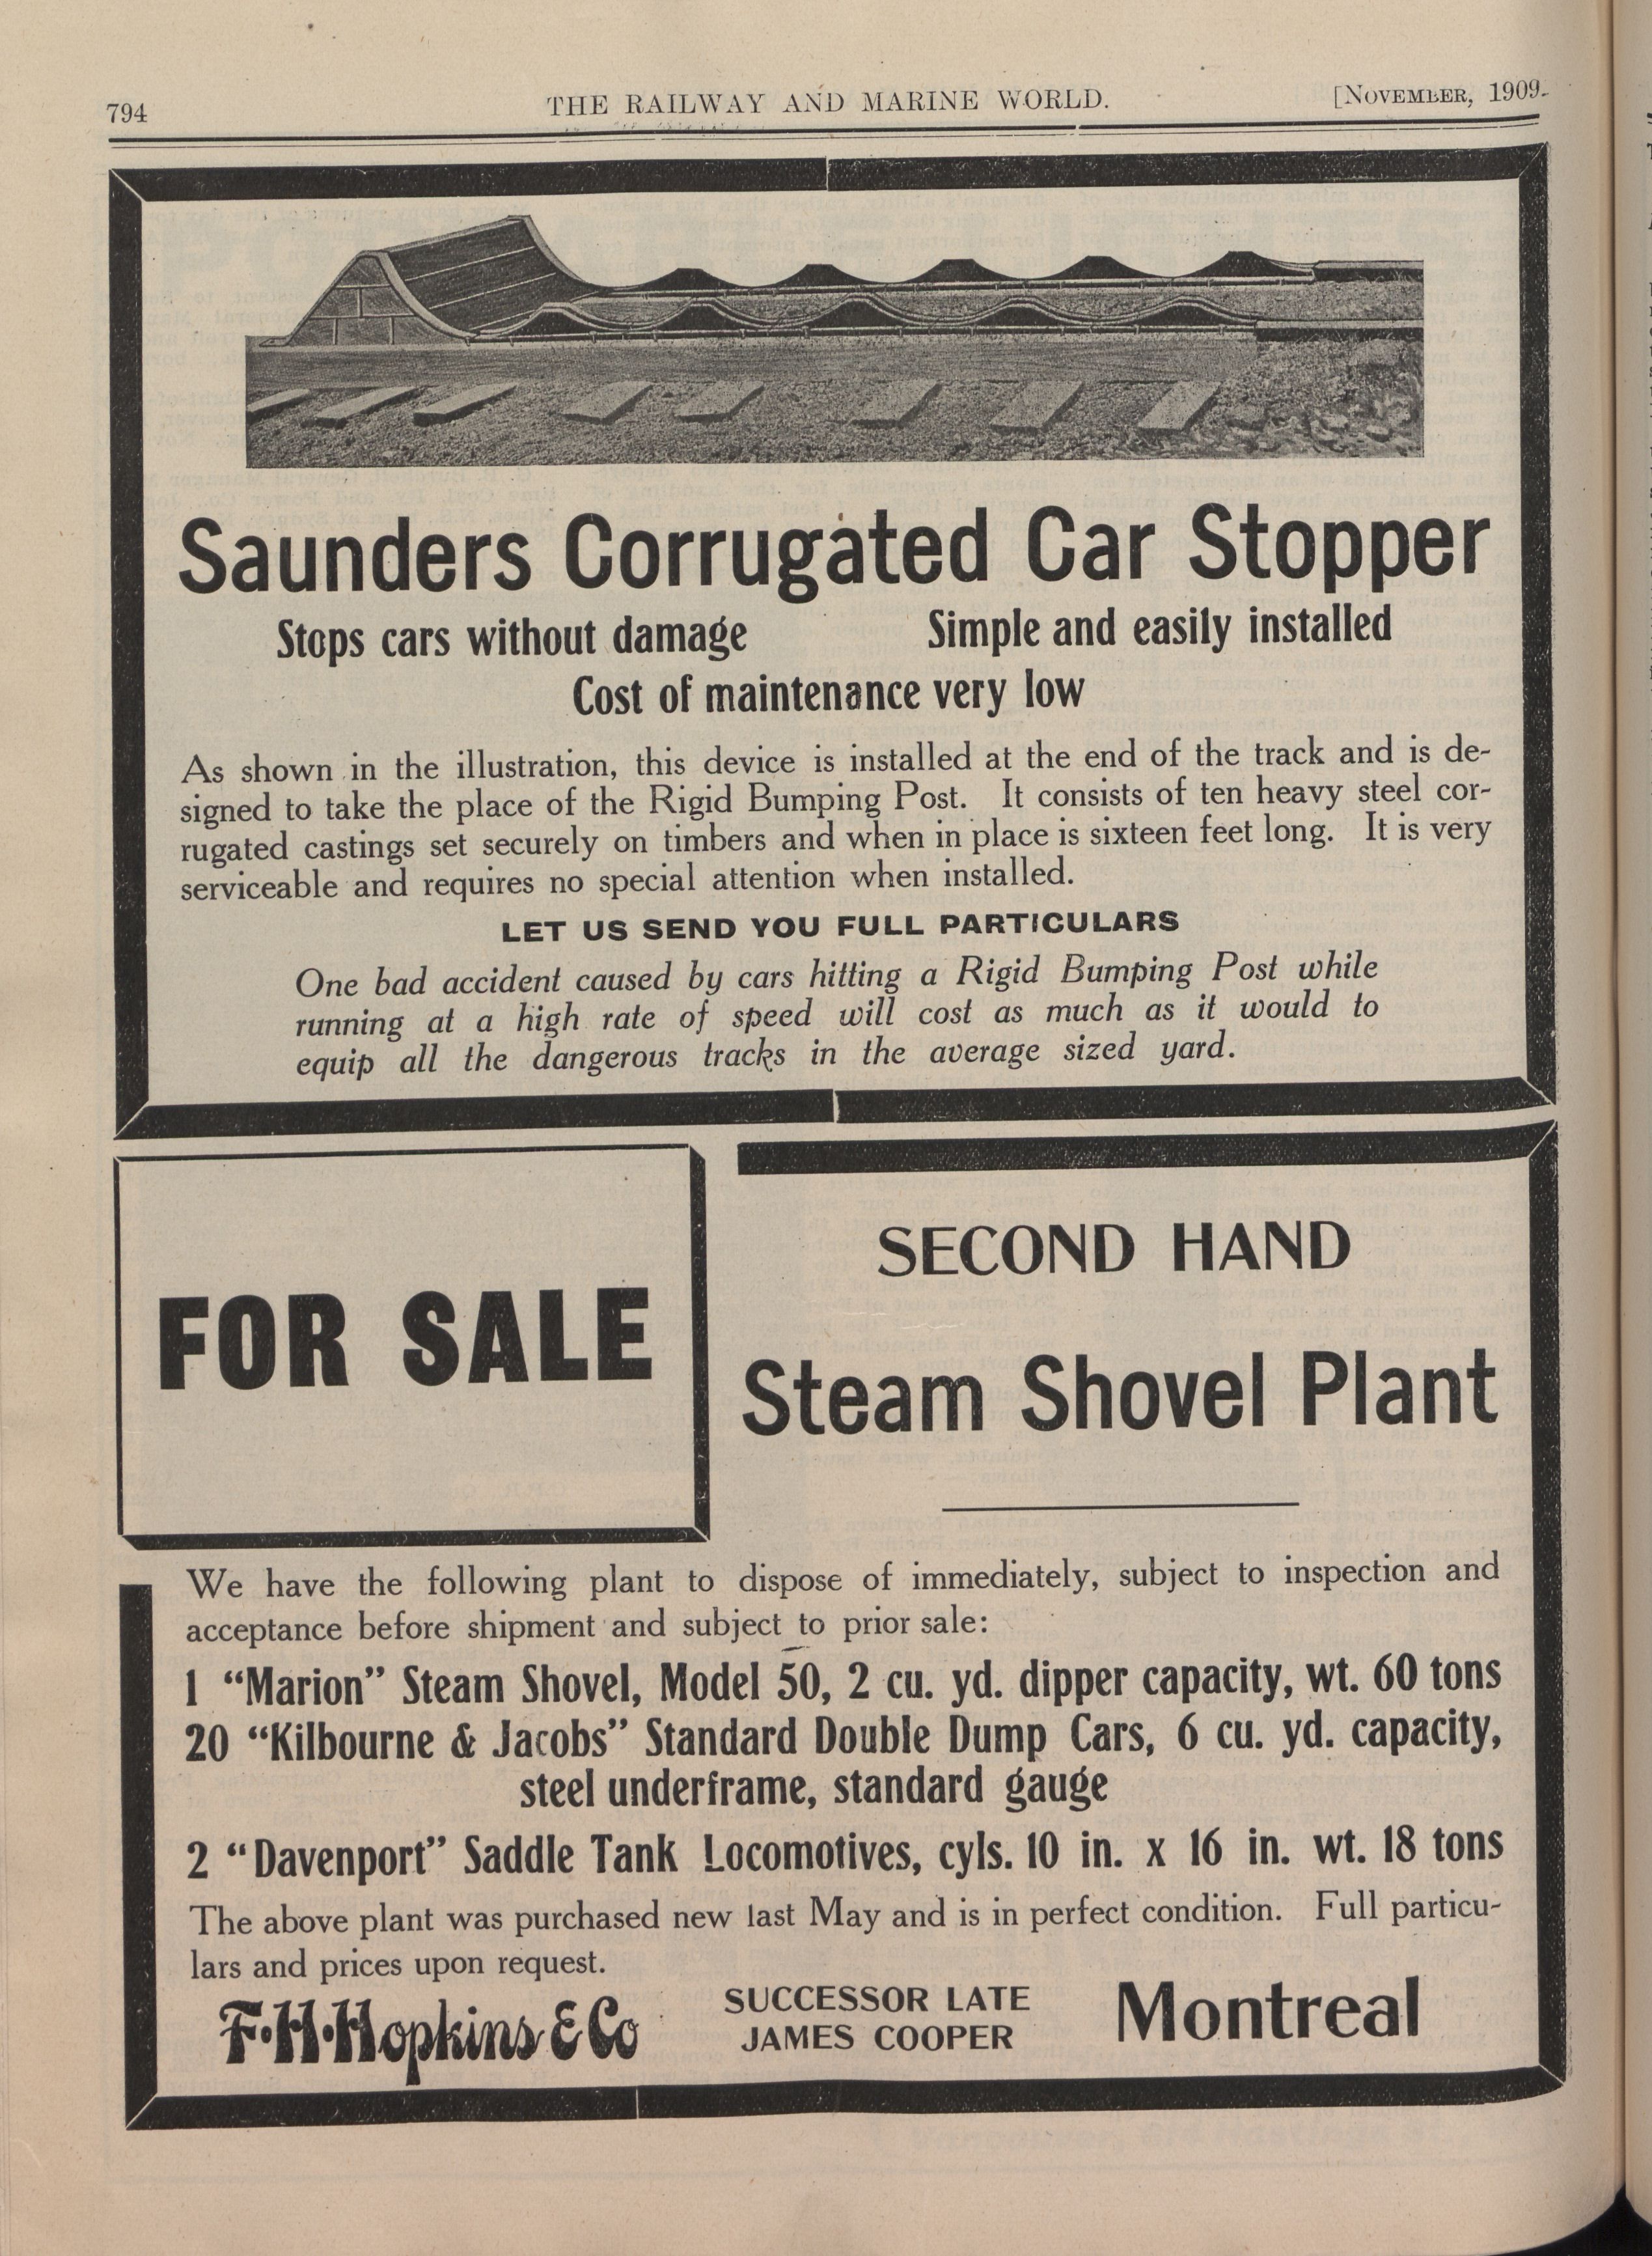 794
THE RAILWAY AND MARINE WORLD.
[NOVEMBER, 1909.
Saunders Corrugated Car Stopper
Stops cars without damage
Simple and easily installed
Cost of maintenance very low
As shown in the illustration, this device is installed at the end of the track and is de-
signed to take the place of the Rigid Bumping Post. It consists of ten heavy steel cor-
rugated castings set securely on timbers and when in place is sixteen feet long. It is very
serviceable and requires no special attention when installed.
LET US SEND YOU FULL PARTICULARS
One bad accident caused by cars hitting a Rigid Bumping Post while
running at a high rate of speed will cost as much as it would to
equip all the dangerous tracks in the average sized yard.
FOR SALE
SECOND HAND
Steam Shovel Plant
We have the following plant to dispose of immediately, subject to inspection and
acceptance before shipment and subject to prior sale:
1 “Marion” Steam Shovel, Model 50, 2 cu. yd. dipper capacity, wt. 60 tons
20 “Kilbourne & Jacobs” Standard Double Dump Cars, 6 cu. yd. capacity,
steel underframe, standard gauge
2 “Davenport” Saddle Tank Locomotives, cyls. 10 in. x 16 in. wt. 18 tons
The above plant was purchased new last May and is in perfect condition. Full particu-
lars and prices upon request.
F.H.Hopkins & Co
SUCCESSOR LATE
JAMES COOPER
Montreal